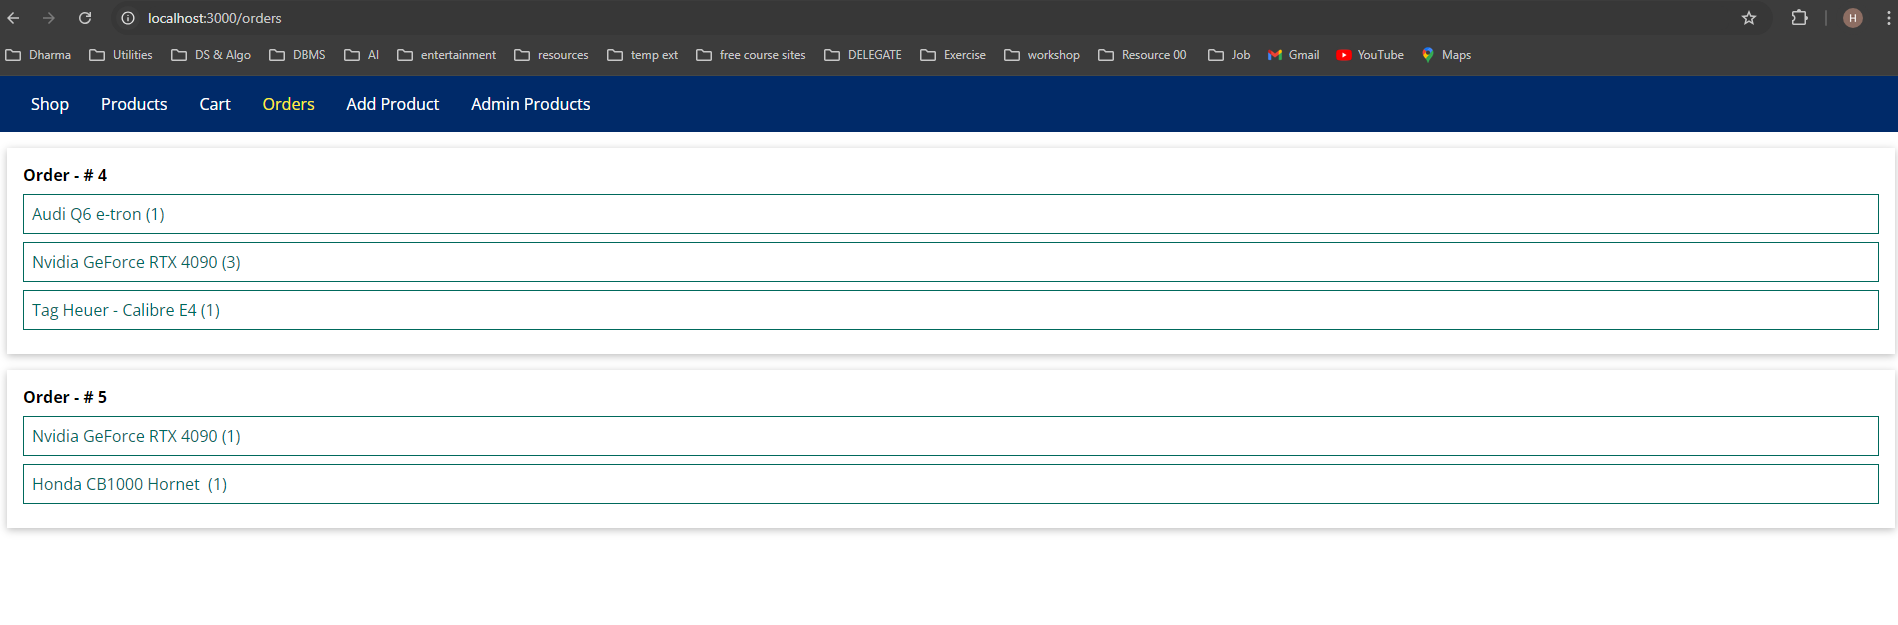 localhost:3000/orders
H
Dharma Utilities DS & Algo DBMS AI entertainment resources temp ext free course sites DELEGATE Exercise workshop Resource 00 Job Gmail YouTube Maps
Shop Products Cart Orders Add Product Admin Products
Order - # 4
Audi Q6 e-tron (1)
Nvidia GeForce RTX 4090 (3)
Tag Heuer - Calibre E4 (1)
Order - # 5
Nvidia GeForce RTX 4090 (1)
Honda CB1000 Hornet  (1)